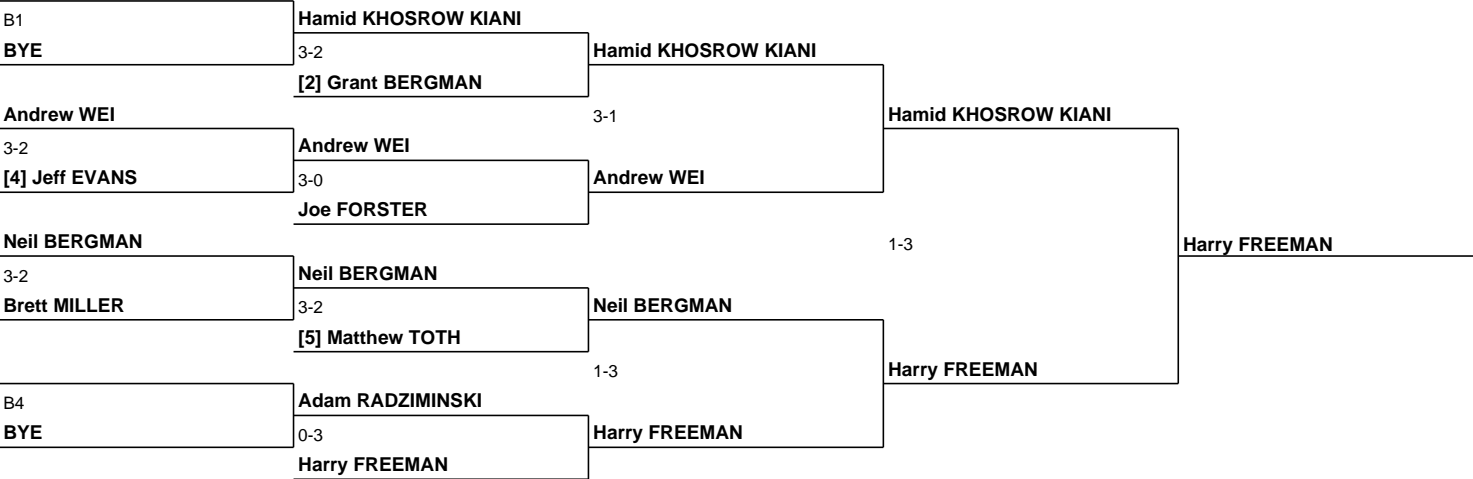 B1
BYE
Hamid KHOSROW KIANI
3-2
[2] Grant BERGMAN
Hamid KHOSROW KIANI
Andrew WEI
3-2
[4] Jeff EVANS
Andrew WEI
3-0
Joe FORSTER
3-1
Andrew WEI
Hamid KHOSROW KIANI
Neil BERGMAN
3-2
Brett MILLER
Neil BERGMAN
3-2
[5] Matthew TOTH
Neil BERGMAN
B4
BYE
Adam RADZIMINSKI
0-3
Harry FREEMAN
1-3
Harry FREEMAN
Harry FREEMAN
1-3
Harry FREEMAN